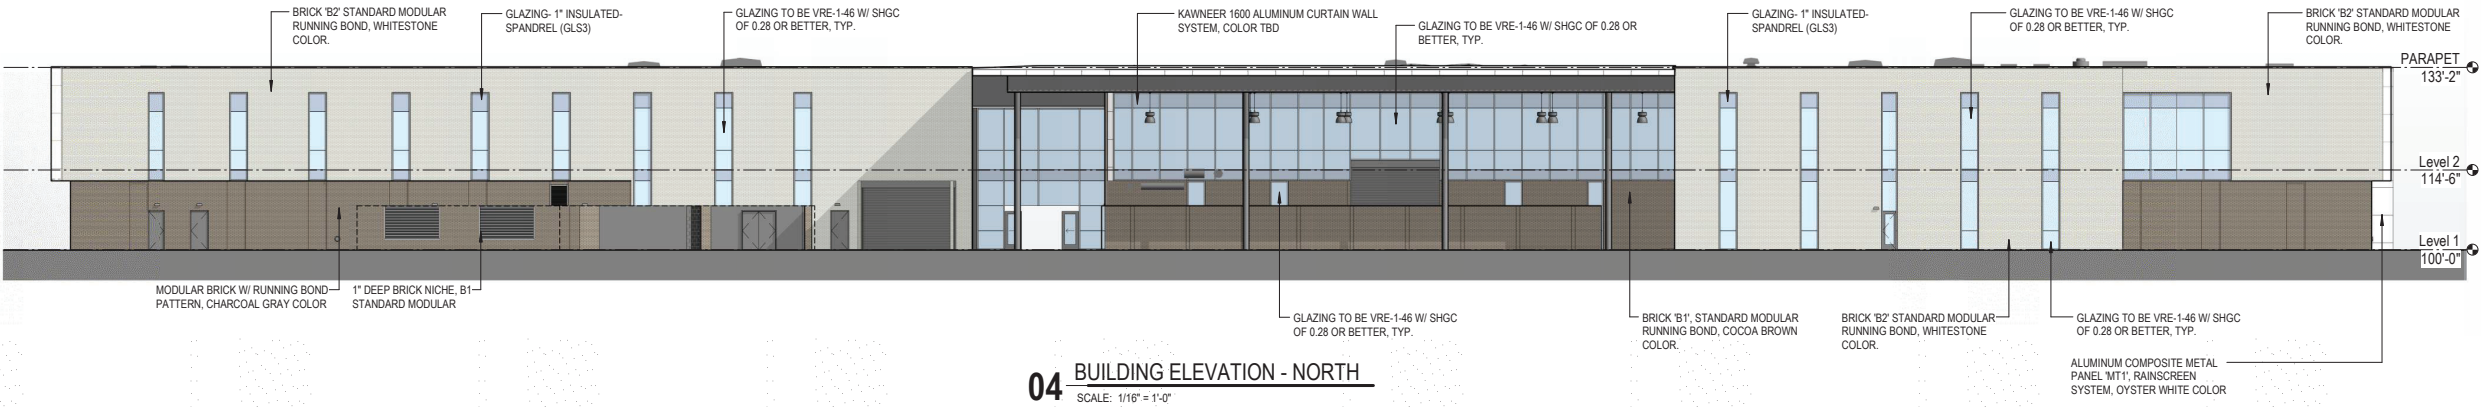 BRICK 'B2' STANDARD MODULAR
RUNNING BOND, WHITESTONE
COLOR.
GLAZING- 1" INSULATED-
SPANDREL (GLS3)
GLAZING TO BE VRE-1-46 W/ SHGC
OF 0.28 OR BETTER, TYP.
KAWNEER 1600 ALUMINUM CURTAIN WALL
SYSTEM, COLOR TBD
GLAZING TO BE VRE-1-46 W/ SHGC OF 0.28 OR
BETTER, TYP.
GLAZING- 1" INSULATED-
SPANDREL (GLS3)
GLAZING TO BE VRE-1-46 W/ SHGC
OF 0.28 OR BETTER, TYP.
BRICK 'B2' STANDARD MODULAR
RUNNING BOND, WHITESTONE
COLOR.
PARAPET
133'-2"
Level 2
114'-6"
Level 1
100'-0"
MODULAR BRICK W/ RUNNING BOND
PATTERN, CHARCOAL GRAY COLOR
1" DEEP BRICK NICHE, B1
STANDARD MODULAR
GLAZING TO BE VRE-1-46 W/ SHGC
OF 0.28 OR BETTER, TYP.
BRICK 'B1', STANDARD MODULAR
RUNNING BOND, COCOA BROWN
COLOR.
BRICK 'B2' STANDARD MODULAR
RUNNING BOND, WHITESTONE
COLOR.
GLAZING TO BE VRE-1-46 W/ SHGC
OF 0.28 OR BETTER, TYP.
ALUMINUM COMPOSITE METAL
PANEL 'MT1', RAINSCREEN
SYSTEM, OYSTER WHITE COLOR
04 BUILDING ELEVATION - NORTH
SCALE: 1/16" = 1'-0"